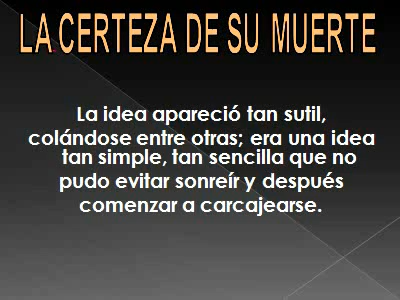 LA CERTEZA DE SU MUERTE
La idea apareció tan sutil,
colándose entre otras; era una idea
tan simple, tan sencilla que no
pudo evitar sonreír y después
comenzar a carcajearse.